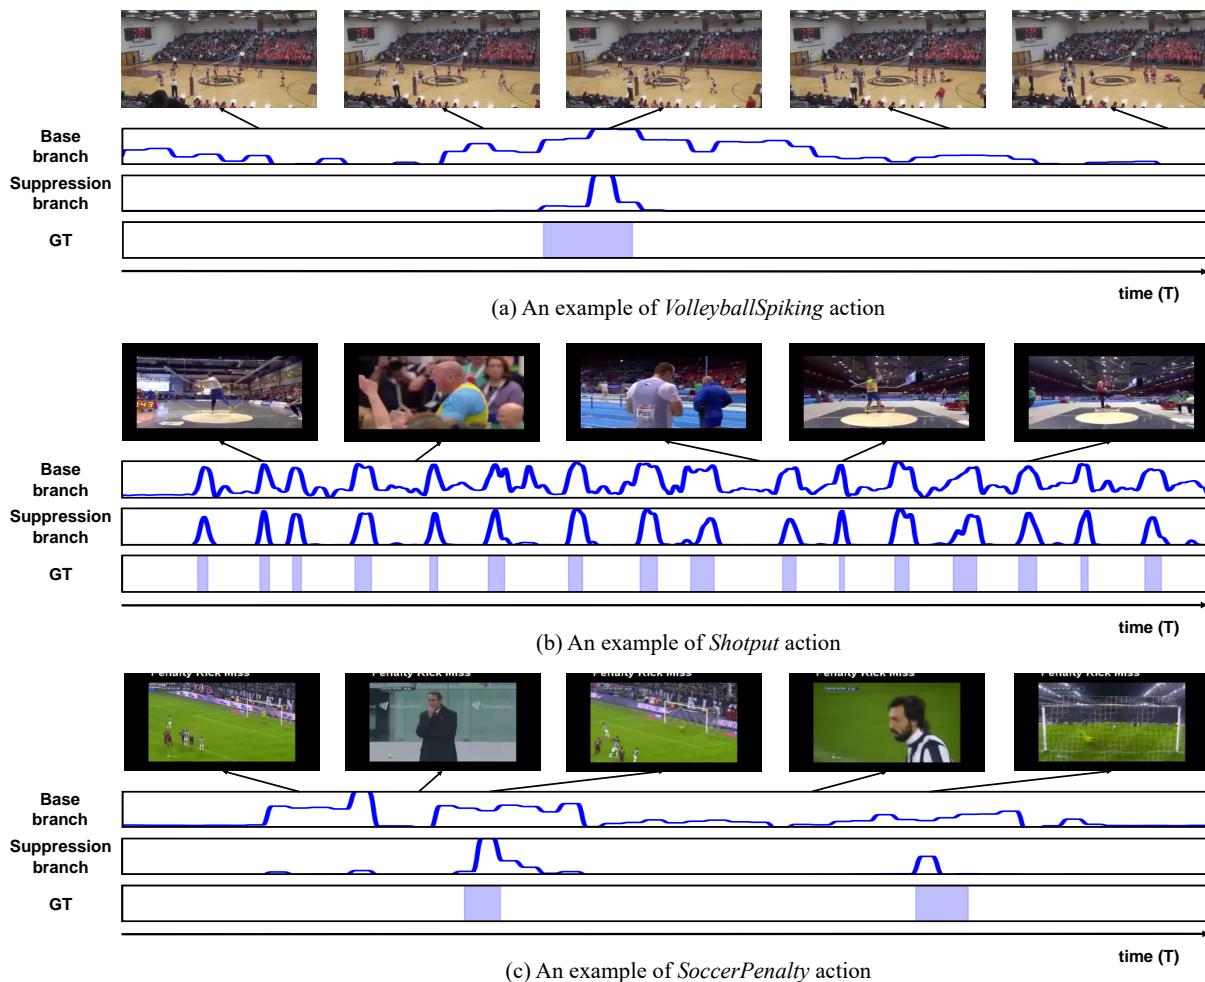 Base
branch
Suppression
branch
GT
time (T)
(a) An example of VolleyballSpiking action
Base
branch
Suppression
branch
GT
time (T)
(b) An example of Shotput action
Penalty Kick Miss
Penalty Kick Miss
Penalty Kick Miss
Penalty Kick Miss
Base
branch
Suppression
branch
GT
time (T)
(c) An example of SoccerPenalty action